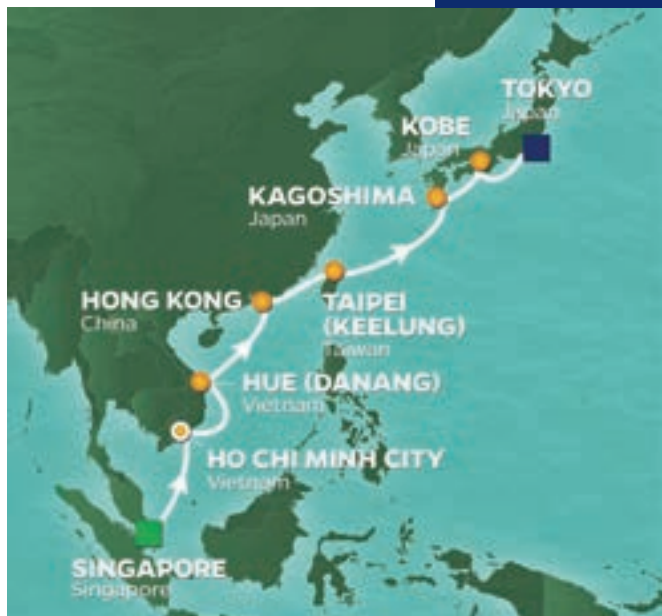 TOKYO
Japan
KOBE
Japan
KAGOSHIMA
Japan
HONG KONG
China
TAIPEI
(KEELUNG)
Taiwan
HUE (DANANG)
Vietnam
HO CHI MINH CITY
Vietnam
SINGAPORE
Singapore